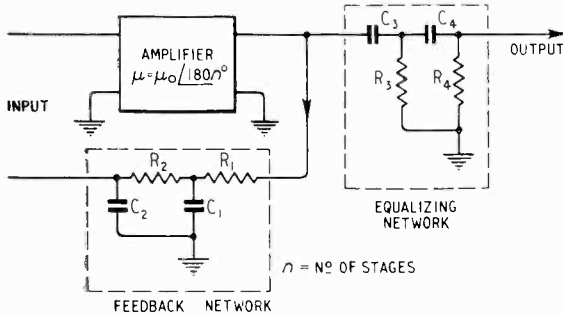 C₃ C₄
AMPLIFIER
μ=μ₀∠180n°
OUTPUT
R₃ R₄
INPUT
R₂ R₁
C₂ C₁
EQUALIZING
NETWORK
n = Nº OF STAGES
FEEDBACK NETWORK